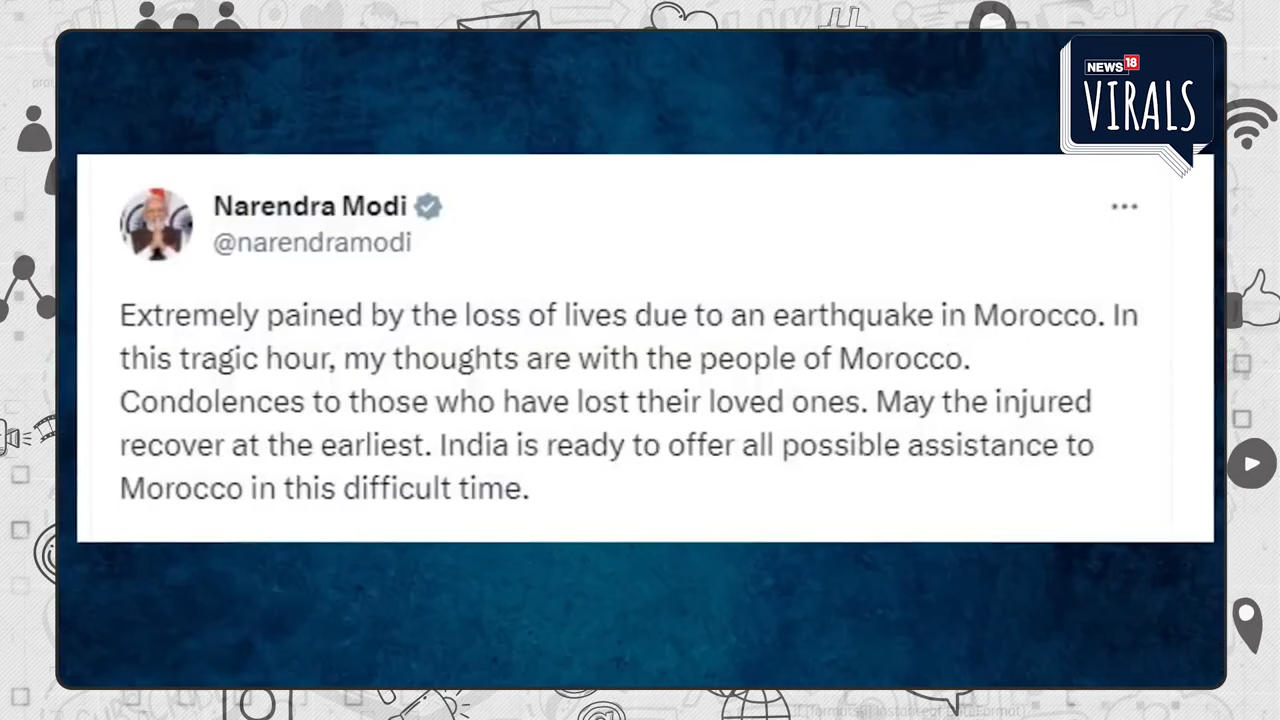 NEWS18
VIRALS
Narendra Modi
@narendramodi
Extremely pained by the loss of lives due to an earthquake in Morocco. In
this tragic hour, my thoughts are with the people of Morocco.
Condolences to those who have lost their loved ones. May the injured
recover at the earliest. India is ready to offer all possible assistance to
Morocco in this difficult time.